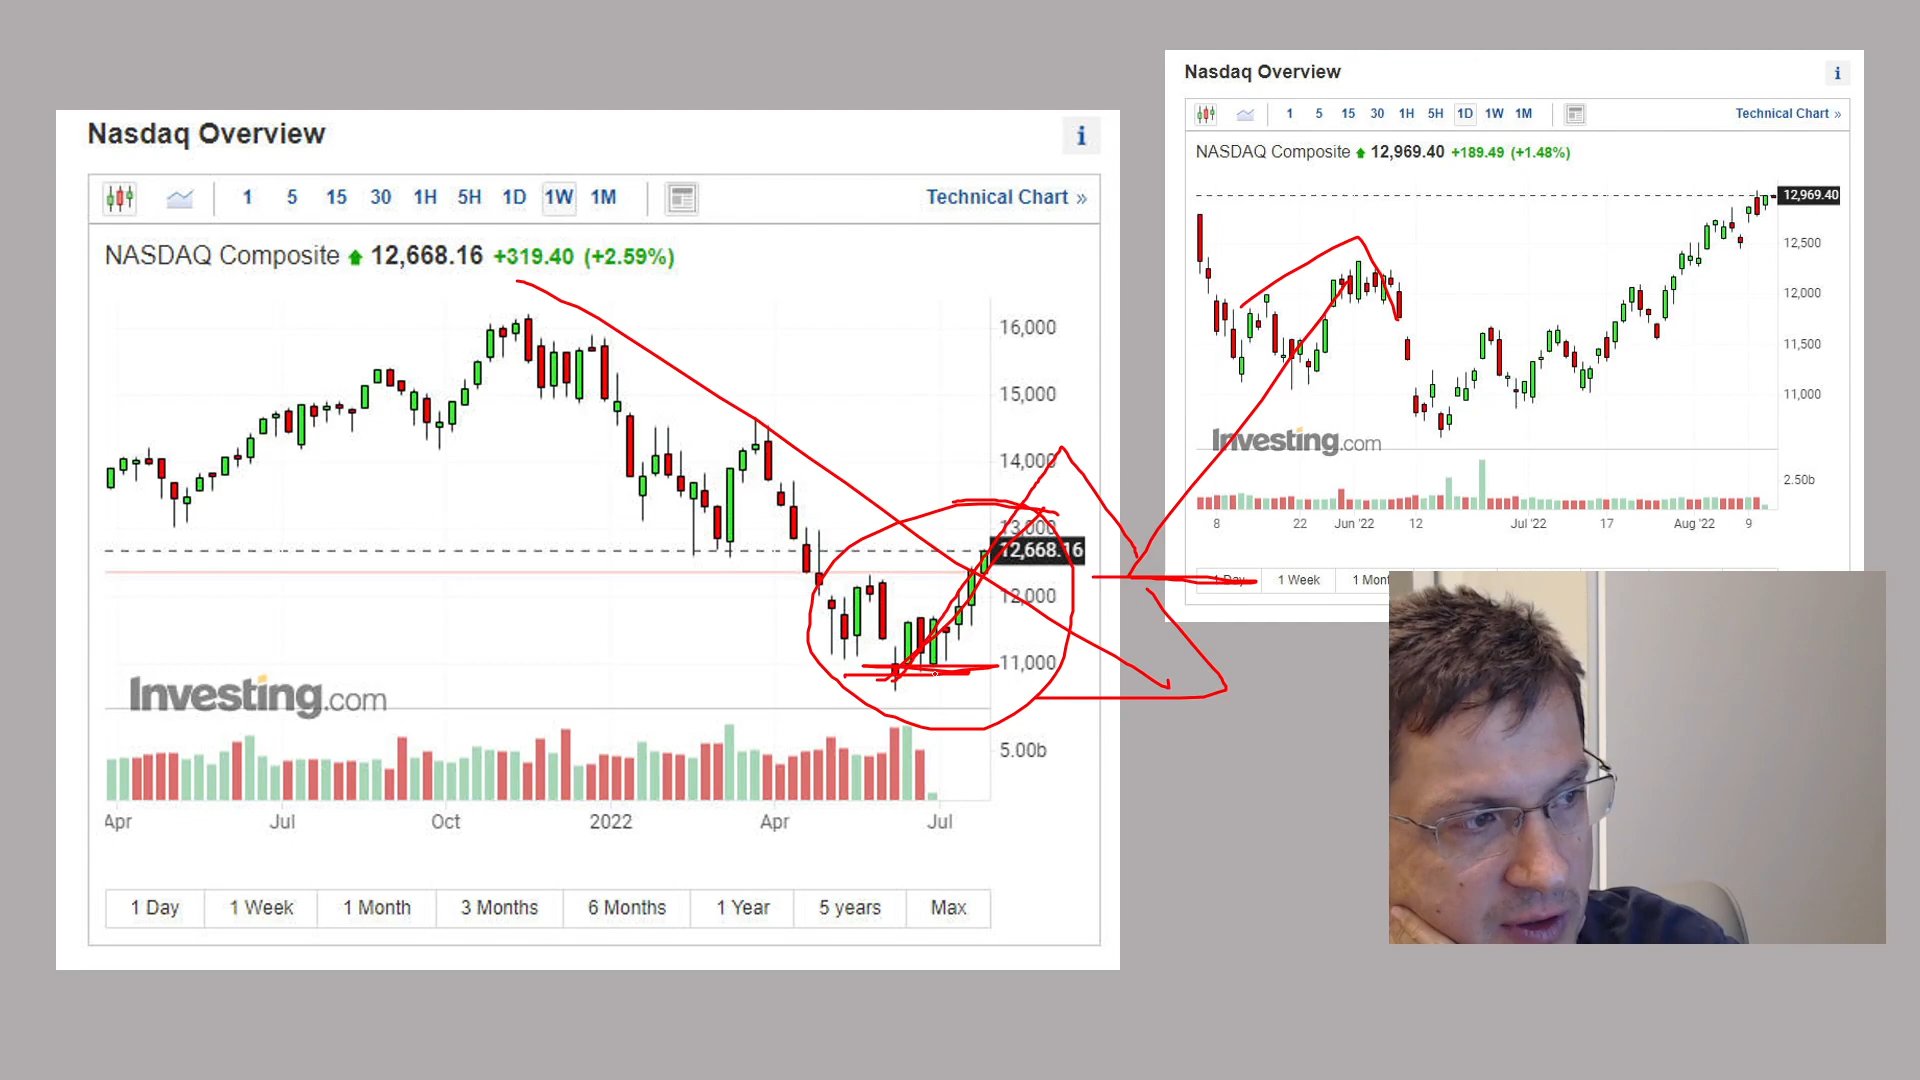 Nasdaq Overview
i
1 5 15 30 1H 5H 1D 1W 1M Technical Chart »
NASDAQ Composite 12,668.16 +319.40 (+2.59%)
16,000
15,000
14,000
13,000
12,668.16
12,000
11,000
Investing.com
5.00b
Apr Jul Oct 2022 Apr Jul
1 Day 1 Week 1 Month 3 Months 6 Months 1 Year 5 years Max
Nasdaq Overview
i
1 5 15 30 1H 5H 1D 1W 1M Technical Chart »
NASDAQ Composite 12,969.40 +189.49 (+1.48%)
12,969.40
12,500
12,000
11,500
11,000
Investing.com
2.50b
8 22 Jun '22 12 Jul '22 17 Aug '22 9
1 Day 1 Week 1 Mont